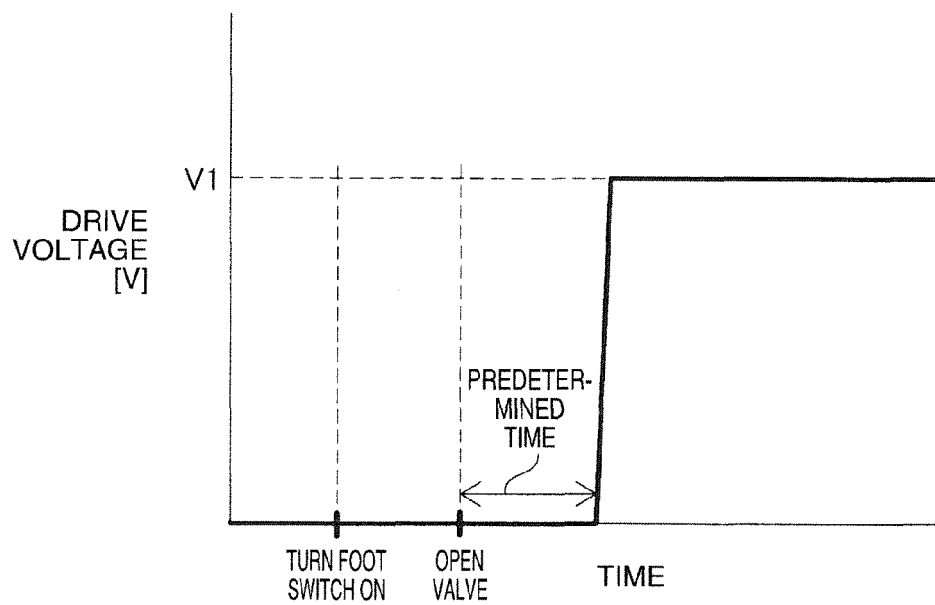 V1
DRIVE
VOLTAGE
[V]
PREDETER-
MINED
TIME
TURN FOOT
SWITCH ON
OPEN
VALVE
TIME